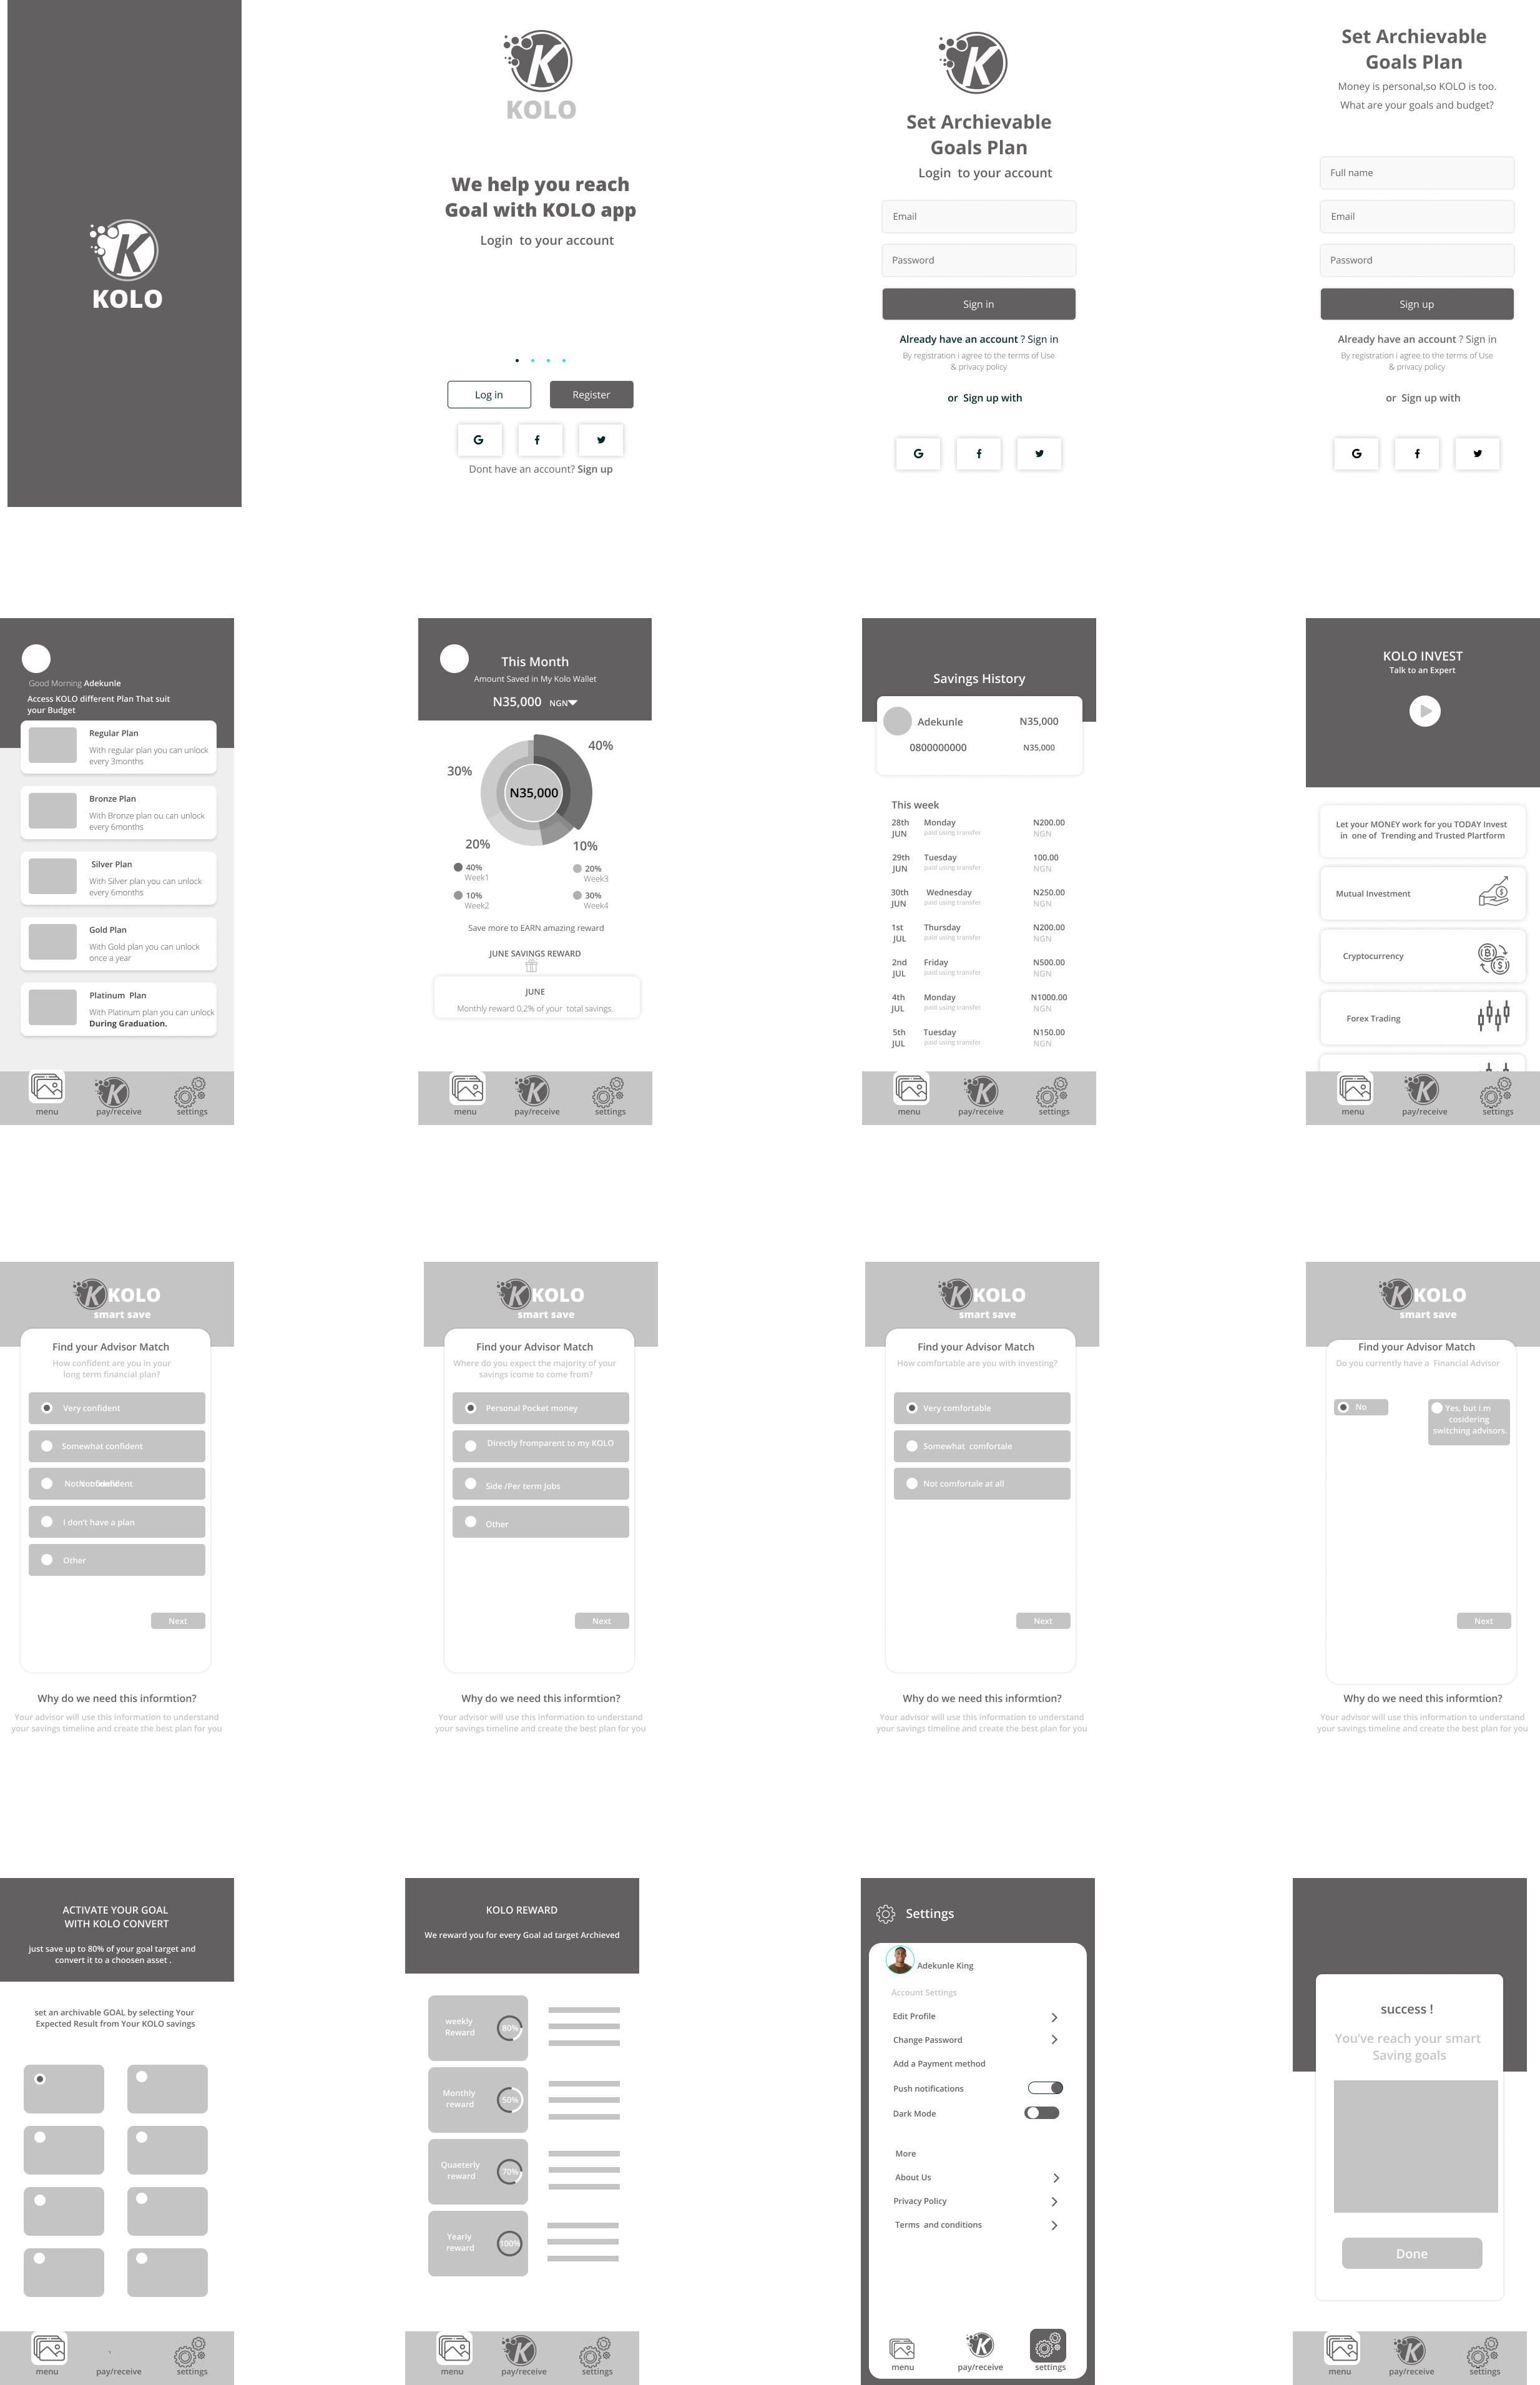 K
KOLO
K
KOLO
We help you reach
Goal with KOLO app
Login to your account
Log in
Register
G
f
Dont have an account? Sign up
K
Set Archievable
Goals Plan
Login to your account
Email
Password
Sign in
Already have an account ? Sign in
By registration i agree to the terms of Use
& privacy policy
or Sign up with
G
f
Set Archievable
Goals Plan
Money is personal,so KOLO is too.
What are your goals and budget?
Full name
Email
Password
Sign up
Already have an account ? Sign in
By registration i agree to the terms of Use
& privacy policy
or Sign up with
G
f
Good Morning Adekunle
Access KOLO different Plan That suit
your Budget
Regular Plan
With regular plan you can unlock
every 3months
Bronze Plan
With Bronze plan ou can unlock
every 6months
Silver Plan
With Silver plan you can unlock
every 6months
Gold Plan
With Gold plan you can unlock
once a year
Platinum Plan
With Platinum plan you can unlock
During Graduation.
menu
K
pay/receive
settings
This Month
Amount Saved in My Kolo Wallet
N35,000 NGN
40%
30%
N35,000
20%
10%
40%
Week1
20%
Week3
10%
Week2
30%
Week4
Save more to EARN amazing reward
JUNE SAVINGS REWARD
JUNE
Monthly reward 0.2% of your total savings.
menu
K
pay/receive
settings
Savings History
Adekunle N35,000
0800000000 N35,000
This week
28th Monday N200.00
JUN paid using transfer NGN
29th Tuesday 100.00
JUN paid using transfer NGN
30th Wednesday N250.00
JUN paid using transfer NGN
1st Thursday N200.00
JUL paid using transfer NGN
2nd Friday N500.00
JUL paid using transfer NGN
4th Monday N1000.00
JUL paid using transfer NGN
5th Tuesday N150.00
JUL paid using transfer NGN
menu
K
pay/receive
settings
KOLO INVEST
Talk to an Expert
Let your MONEY work for you TODAY Invest
in one of Trending and Trusted Plartform
Mutual Investment
Cryptocurrency
Forex Trading
menu
K
pay/receive
settings
K KOLO
smart save
Find your Advisor Match
How confident are you in your
long term financial plan?
Very confident
Somewhat confident
I don't have a plan
Other
Next
Why do we need this informtion?
Your advisor will use this information to understand
your savings timeline and create the best plan for you
K KOLO
smart save
Find your Advisor Match
Where do you expect the majority of your
savings icome to come from?
Personal Pocket money
Directly fromparent to my KOLO
Side /Per term Jobs
Other
Next
Why do we need this informtion?
Your advisor will use this information to understand
your savings timeline and create the best plan for you
K KOLO
smart save
Find your Advisor Match
How comfortable are you with investing?
Very comfortable
Somewhat comfortale
Not comfortale at all
Next
Why do we need this informtion?
Your advisor will use this information to understand
your savings timeline and create the best plan for you
K KOLO
smart save
Find your Advisor Match
Do you currently have a Financial Advisor
No
Yes, but i.m
cosidering
switching advisors.
Next
Why do we need this informtion?
Your advisor will use this information to understand
your savings timeline and create the best plan for you
ACTIVATE YOUR GOAL
WITH KOLO CONVERT
just save up to 80% of your goal target and
convert it to a choosen asset .
set an archivable GOAL by selecting Your
Expected Result from Your KOLO savings
menu
pay/receive
settings
KOLO REWARD
We reward you for every Goal ad target Archieved
weekly
Reward
80%
Monthly
reward
50%
Quaeterly
reward
70%
Yearly
reward
100%
menu
K
pay/receive
settings
Settings
Adekunle King
Account Settings
Edit Profile
Change Password
Add a Payment method
Push notifications
Dark Mode
More
About Us
Privacy Policy
Terms and conditions
menu
K
pay/receive
settings
success !
You've reach your smart
Saving goals
Done
menu
K
pay/receive
settings